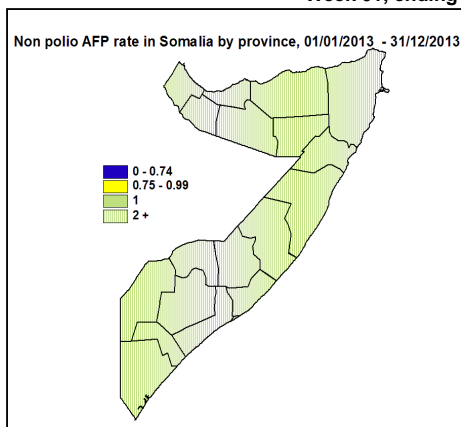 Non polio AFP rate in Somalia by province, 01/01/2013 - 31/12/2013
0 - 0.74
0.75 - 0.99
1
2 +